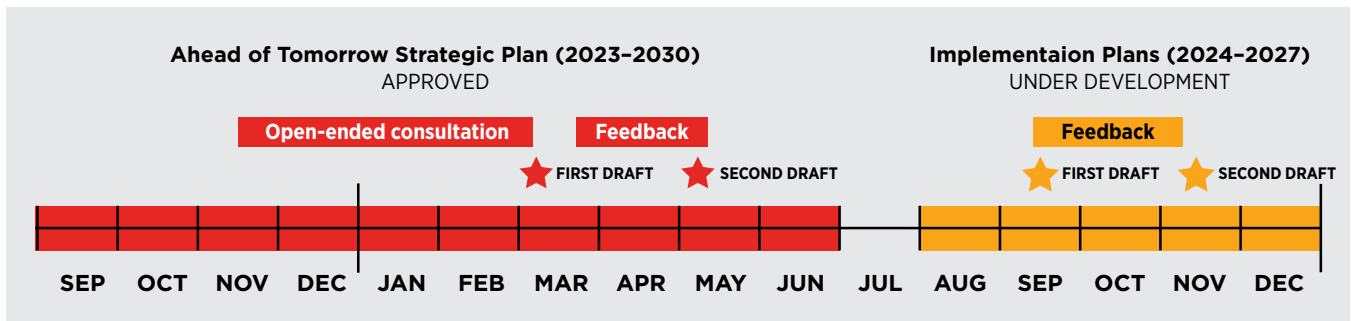 Ahead of Tomorrow Strategic Plan (2023–2030)
APPROVED
Implementaion Plans (2024–2027)
UNDER DEVELOPMENT
Open-ended consultation
Feedback
Feedback
FIRST DRAFT
SECOND DRAFT
FIRST DRAFT
SECOND DRAFT
SEP OCT NOV DEC JAN FEB MAR APR MAY JUN JUL AUG SEP OCT NOV DEC